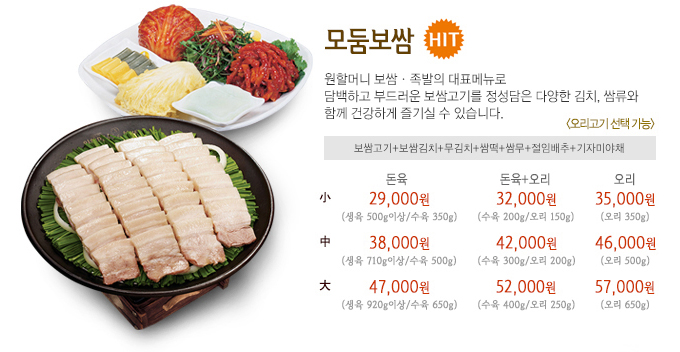 모둠보쌈 HIT
원할머니 보쌈 · 족발의 대표메뉴로
담백하고 부드러운 보쌈고기를 정성담은 다양한 김치, 쌈류와
함께 건강하게 즐기실 수 있습니다.
<오리고기 선택 가능>
보쌈고기+보쌈김치+무김치+쌈떡+쌈무+절임배추+기자미야채
돈육 돈육+오리 오리
小 29,000원 32,000원 35,000원
(생육 500g이상/수육 350g) (수육 200g/오리 150g) (오리 350g)
中 38,000원 42,000원 46,000원
(생육 710g이상/수육 500g) (수육 300g/오리 200g) (오리 500g)
大 47,000원 52,000원 57,000원
(생육 920g이상/수육 650g) (수육 400g/오리 250g) (오리 650g)